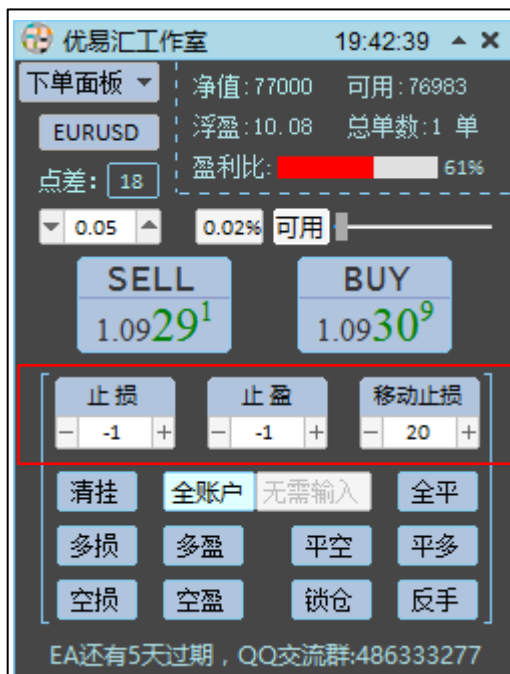 优易汇工作室 19:42:39
下单面板 净值:77000 可用:76983
EURUSD 浮盈:10.08 总单数:1 单
点差: 18 盈利比: 61%
0.05 0.02% 可用
SELL BUY
1.09291 1.09309
止损 止盈 移动止损
- -1 + - -1 + - 20 +
清挂 全账户 无需输入 全平
多损 多盈 平空 平多
空损 空盈 锁仓 反手
EA还有5天过期,QQ交流群:486333277